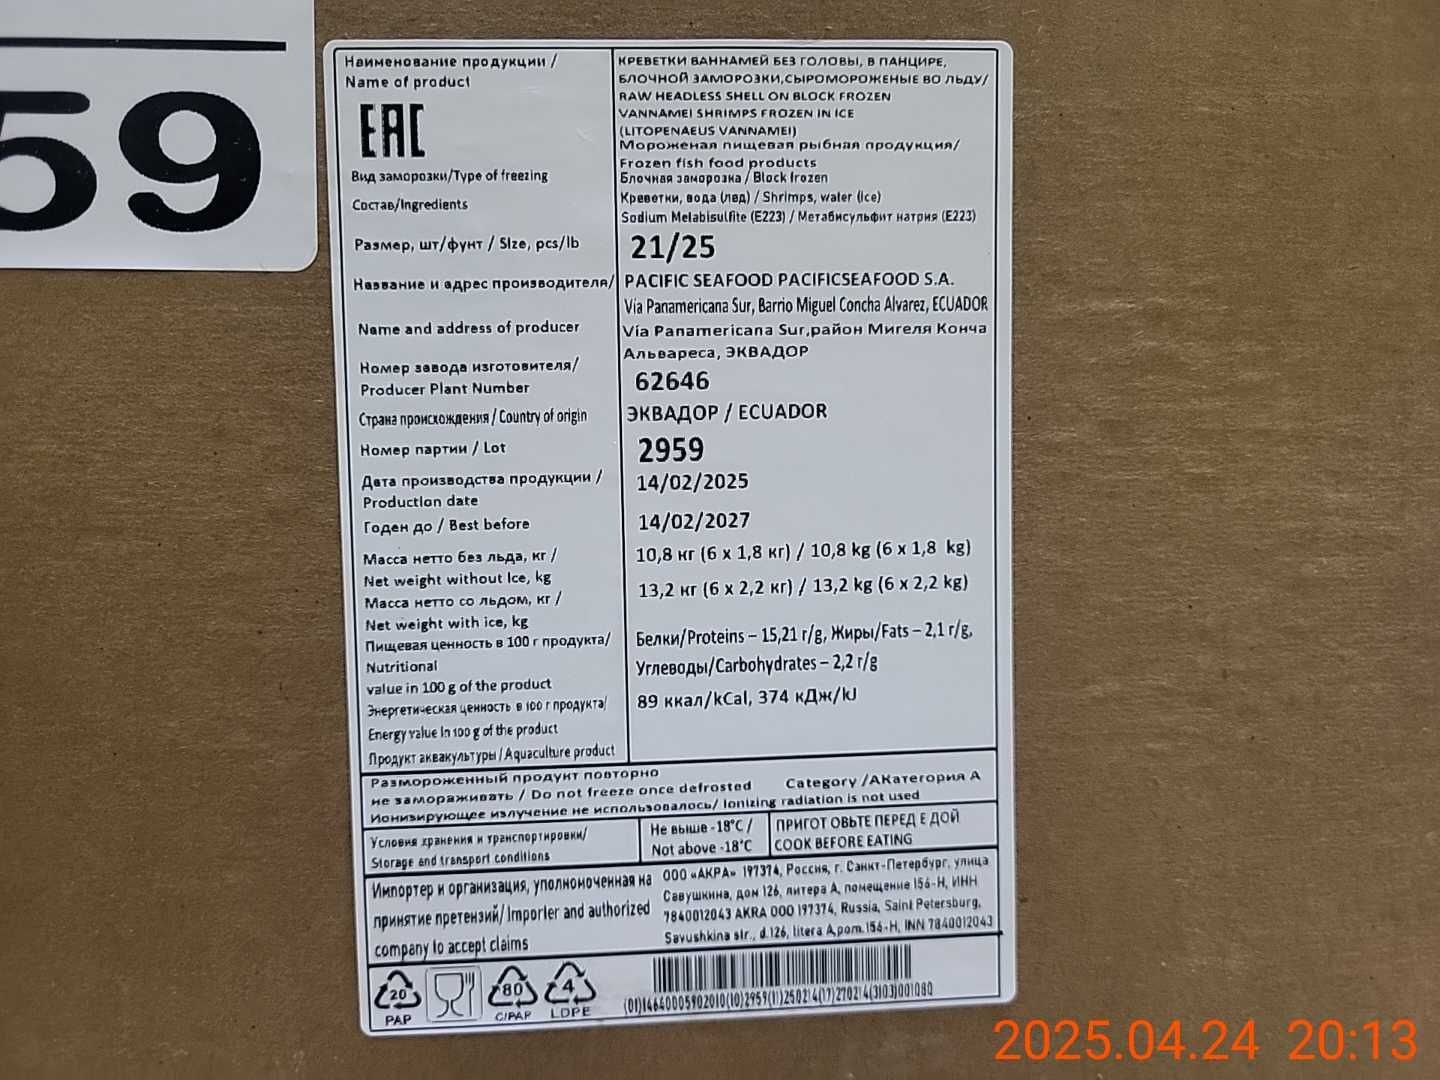 59
Наименование продукции /
Name of product
EAC
КРЕВЕТКИ ВАННАМЕЙ БЕЗ ГОЛОВЫ, В ПАНЦИРЕ,
БЛОЧНОЙ ЗАМОРОЗКИ,СЫРОМОРОЖЕНЫЕ ВО ЛЬДУ/
RAW HEADLESS SHELL ON BLOCK FROZEN
VANNAMEI SHRIMPS FROZEN IN ICE
(LITOPENAEUS VANNAMEI)
Мороженая пищевая рыбная продукция/
Frozen fish food products
Вид заморозки/Type of freezing
Блочная заморозка / Block frozen
Состав/Ingredients
Креветки, вода (лед) / Shrimps, water (ice)
Sodium Metabisulfite (E223) / Метабисульфит натрия (E223)
Размер, шт/фунт / Size, pcs/lb
21/25
Название и адрес производителя/
Name and address of producer
PACIFIC SEAFOOD PACIFICSEAFOOD S.A.
Vía Panamericana Sur, Barrio Miguel Concha Alvarez, ECUADOR
Vía Panamericana Sur,район Мигеля Конча
Альвареса, ЭКВАДОР
Номер завода изготовителя/
Producer Plant Number
62646
Страна происхождения / Country of origin
ЭКВАДОР / ECUADOR
Номер партии / Lot
2959
Дата производства продукции /
Production date
14/02/2025
Годен до / Best before
14/02/2027
Масса нетто без льда, кг /
Net weight without Ice, kg
10,8 кг (6 x 1,8 кг) / 10,8 kg (6 x 1,8 kg)
Масса нетто со льдом, кг /
Net weight with ice, kg
13,2 кг (6 x 2,2 кг) / 13,2 kg (6 x 2,2 kg)
Пищевая ценность в 100 г продукта/
Nutritional
value in 100 g of the product
Белки/Proteins – 15,21 г/g, Жиры/Fats – 2,1 г/g,
Углеводы/Carbohydrates – 2,2 г/g
Энергетическая ценность в 100 г продукта/
Energy value in 100 g of the product
89 ккал/kCal, 374 кДж/kJ
Продукт аквакультуры / Aquaculture product
Размороженный продукт повторно
не замораживать / Do not freeze once defrosted
Category /АКатегория А
Ионизирующее излучение не использовалось/ Ionizing radiation is not used
Условия хранения и транспортировки/
Storage and transport conditions
Не выше -18°C /
Not above -18°C
ПРИГОТ ОВЬТЕ ПЕРЕД Е ДОЙ
COOK BEFORE EATING
Импортер и организация, уполномоченная на
принятие претензий/ Importer and authorized
company to accept claims
ООО «АКРА» 197374, Россия, г. Санкт-Петербург, улица
Савушкина, дом 126, литера А, помещение 156-Н, ИНН
7840012043 AKRA OOO 197374, Russia, Saint Petersburg,
Savushkina str., d.126, litera A,pom.156-H, INN 7840012043
20
PAP
80
C/PAP
4
LDPE
(01)14640005902010(10)2959(11)250214(17)270214(3103)001080
2025.04.24 20:13